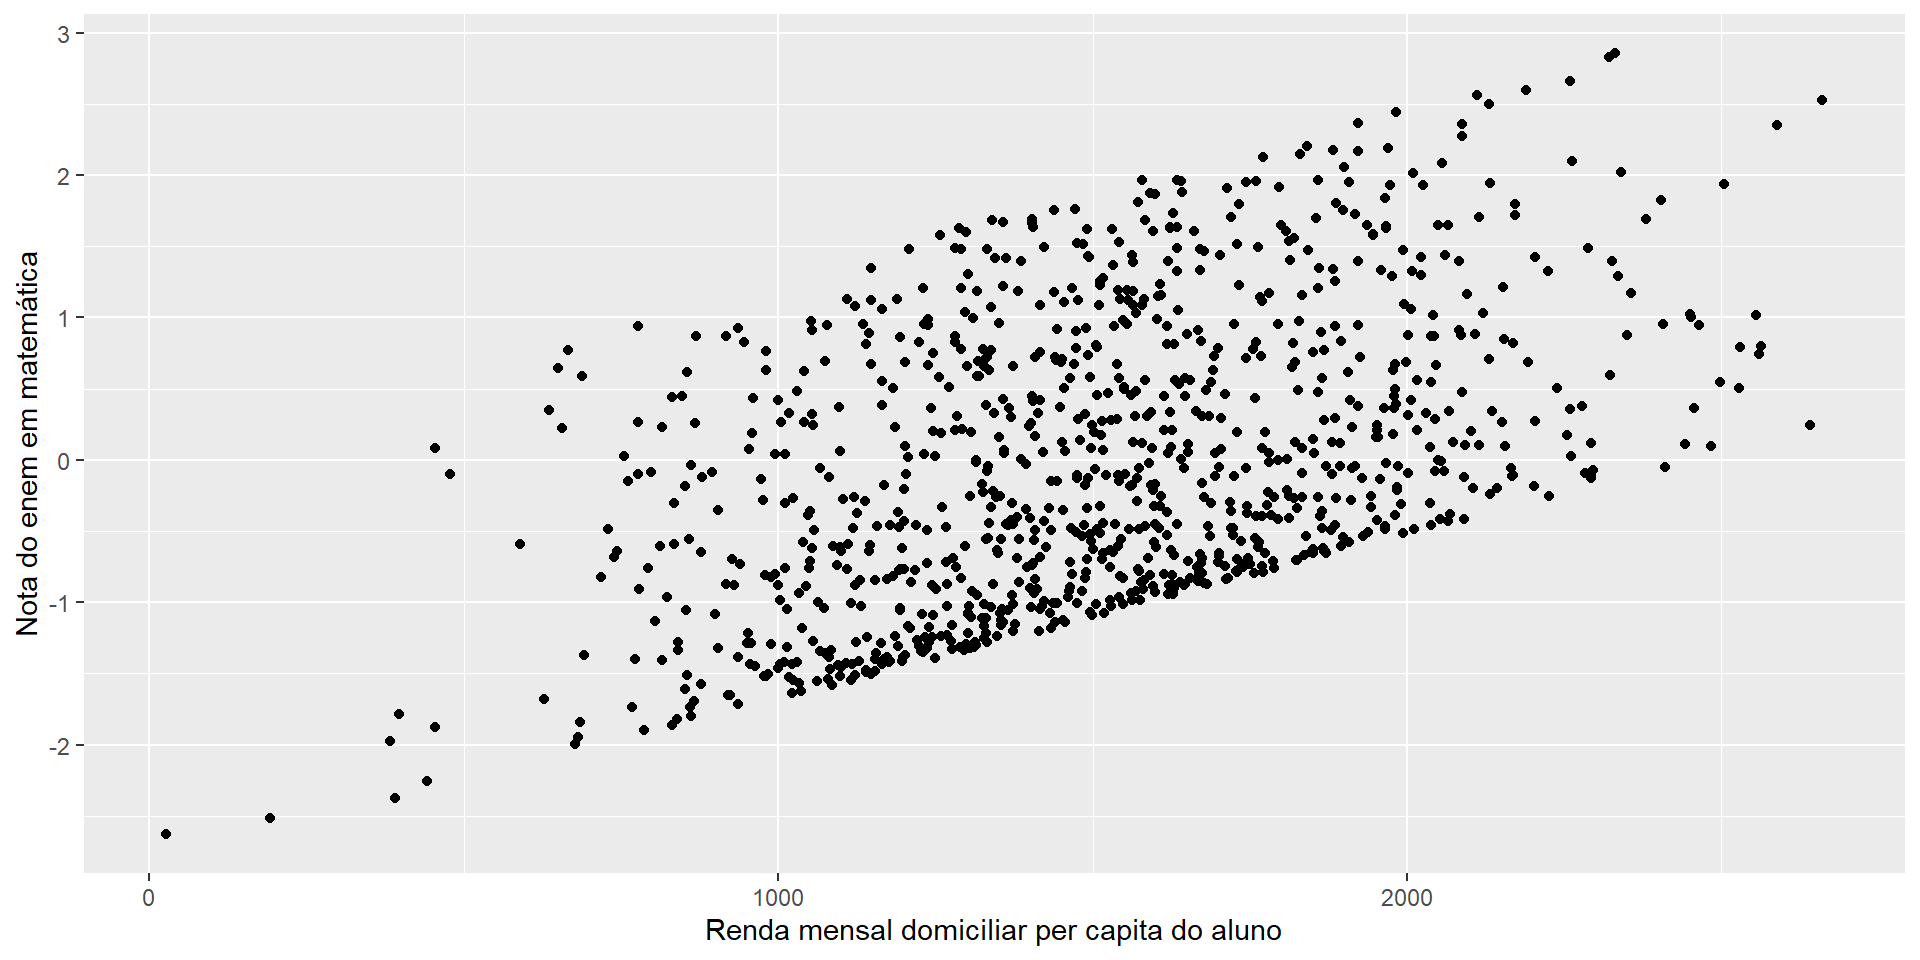 3
2
1
0
-1
-2
Nota do enem em matemática
0 1000 2000
Renda mensal domiciliar per capita do aluno